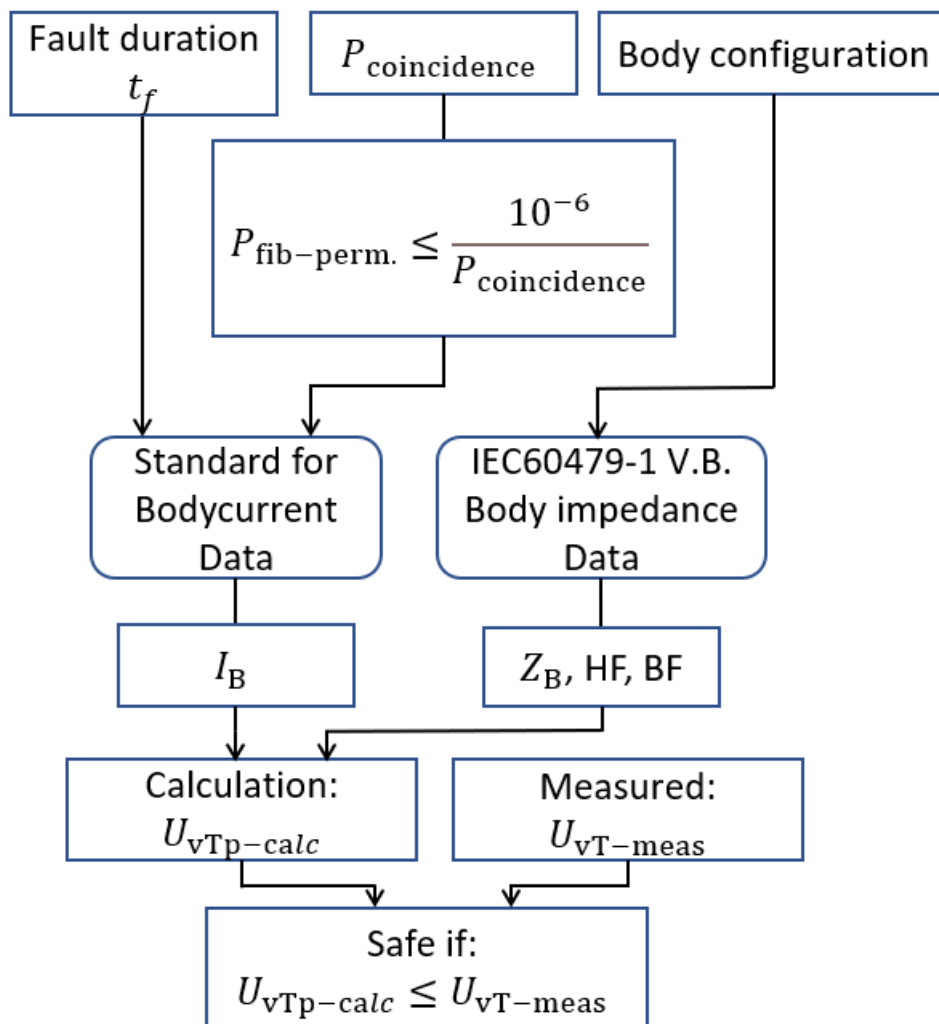 Fault duration
t_f
P_coincidence
Body configuration
P_fib−perm. ≤ 10^−6 / P_coincidence
Standard for
Bodycurrent
Data
IEC60479-1 V.B.
Body impedance
Data
I_B
Z_B, HF, BF
Calculation:
U_vTp−calc
Measured:
U_vT−meas
Safe if:
U_vTp−calc ≤ U_vT−meas